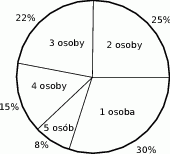 22%
25%
3 osoby
2 osoby
4 osoby
15%
1 osoba
5 osób
8%
30%